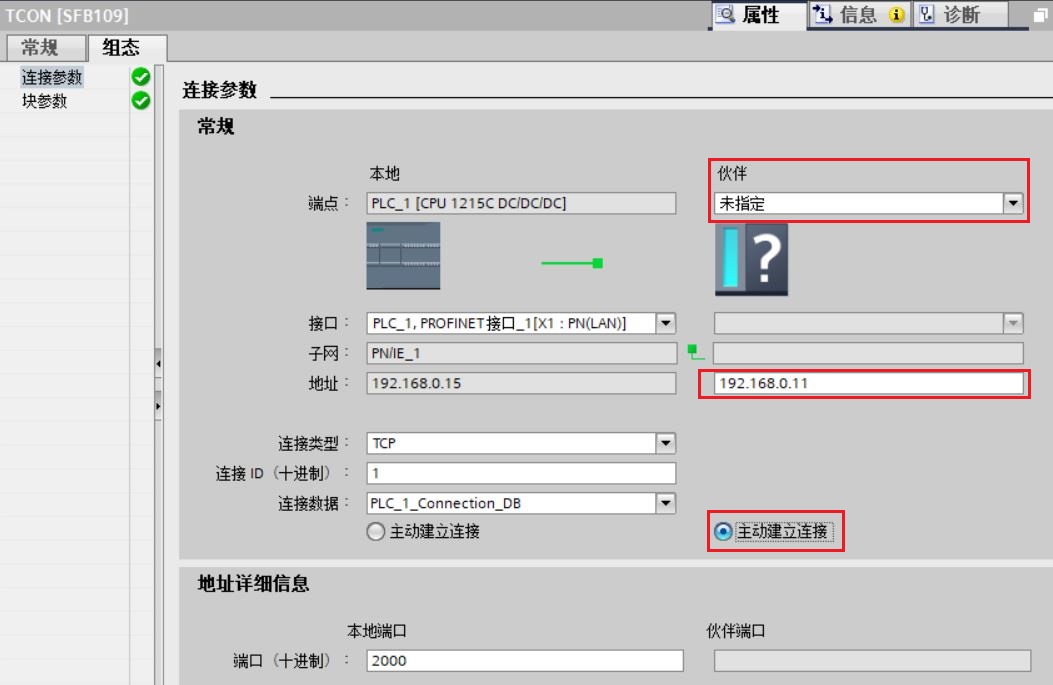 TCON [SFB109]
属性 信息 诊断
常规 组态
连接参数
块参数
连接参数
常规
本地 伙伴
端点： PLC_1 [CPU 1215C DC/DC/DC] 未指定
?
接口： PLC_1, PROFINET接口_1[X1 : PN(LAN)]
子网： PN/IE_1
地址： 192.168.0.15 192.168.0.11
连接类型： TCP
连接 ID（十进制）： 1
连接数据： PLC_1_Connection_DB
主动建立连接 主动建立连接
地址详细信息
本地端口 伙伴端口
端口（十进制）： 2000